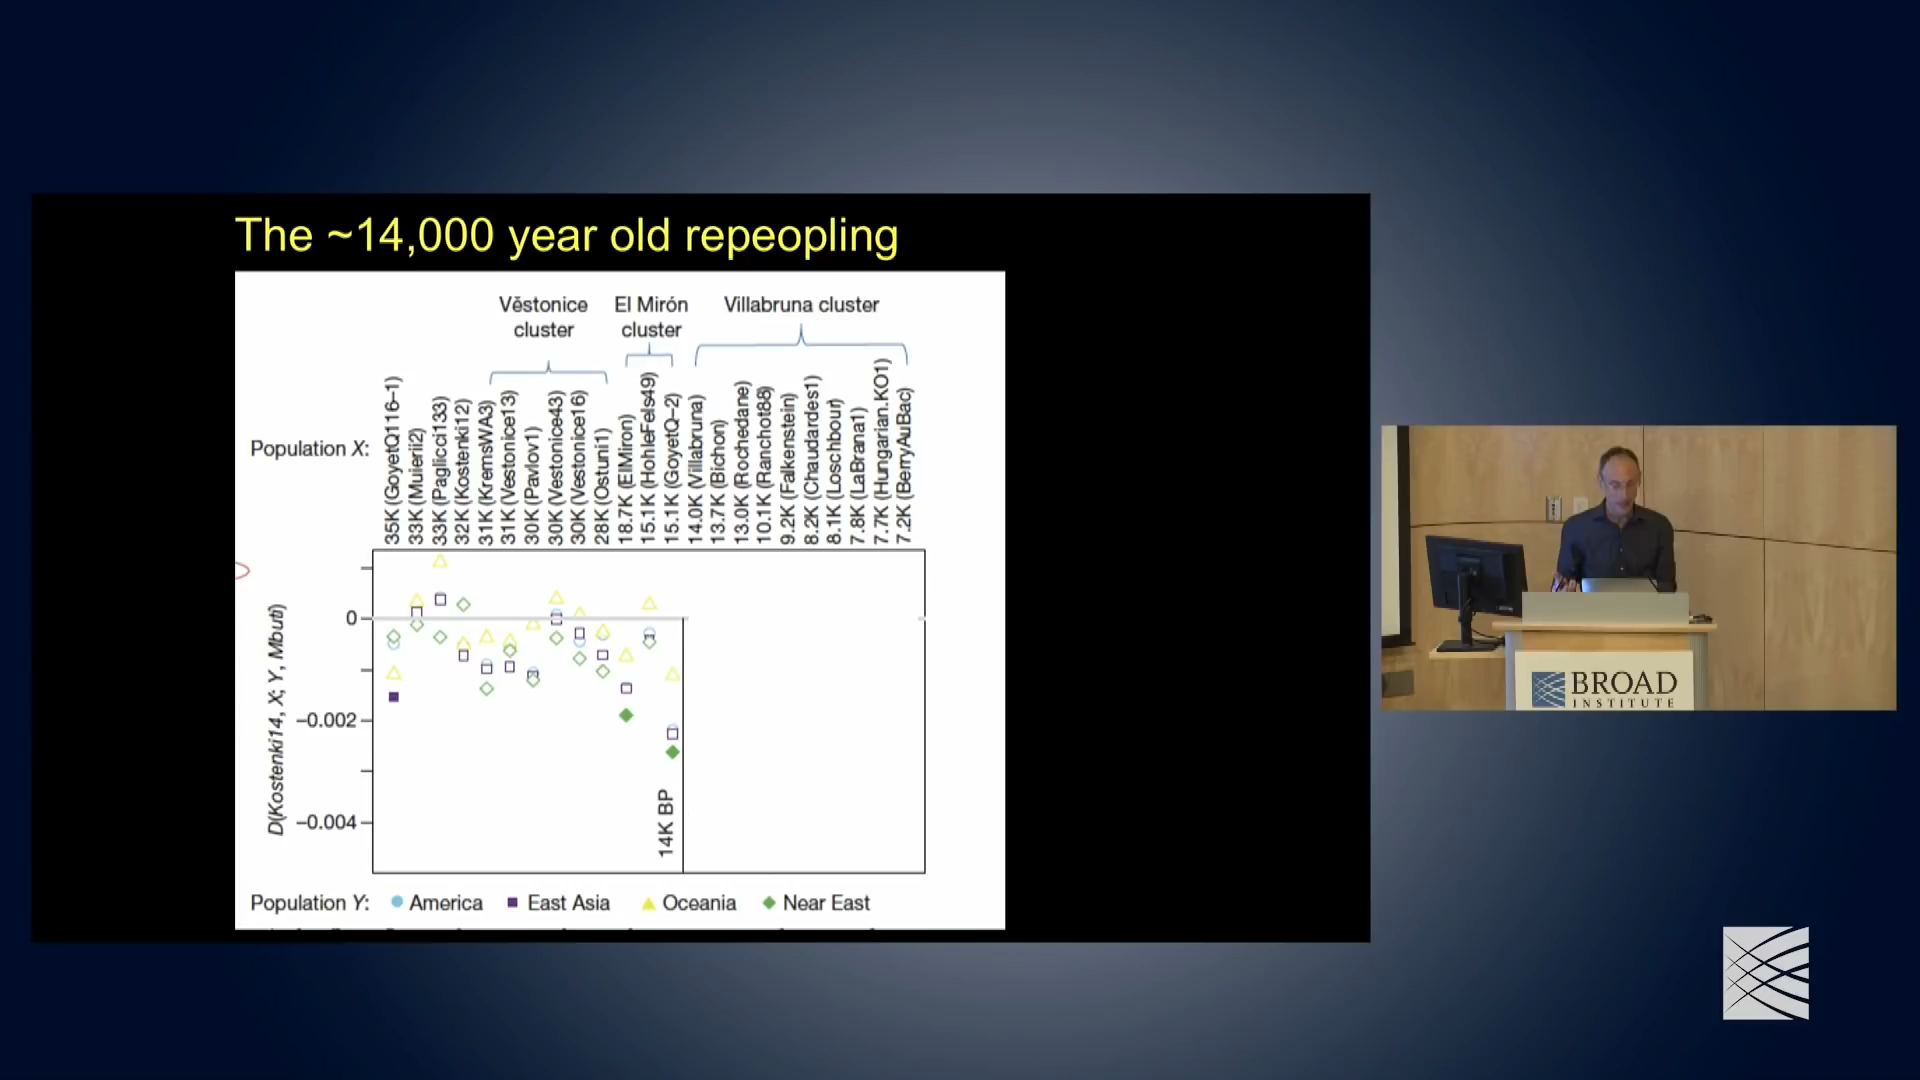 The ~14,000 year old repeopling
Věstonice
cluster
El Mirón
cluster
Villabruna cluster
Population X:
35K (GoyetQ116–1)
33K (Muierii2)
33K (Paglicci133)
32K (Kostenki12)
31K (KremsWA3)
31K (Vestonice13)
30K (Pavlov1)
30K (Vestonice43)
30K (Vestonice16)
28K (Ostuni1)
18.7K (ElMiron)
15.1K (HohleFels49)
15.1K (GoyetQ–2)
14.0K (Villabruna)
13.7K (Bichon)
13.0K (Rochedane)
10.1K (Ranchot88)
9.2K (Falkenstein)
8.2K (Chaudardes1)
8.1K (Loschbour)
7.8K (LaBrana1)
7.7K (Hungarian.KO1)
7.2K (BerryAuBac)
D(Kostenki14, X; Y, Mbuti)
0
–0.002
–0.004
14K BP
Population Y: America East Asia Oceania Near East
BROAD
INSTITUTE